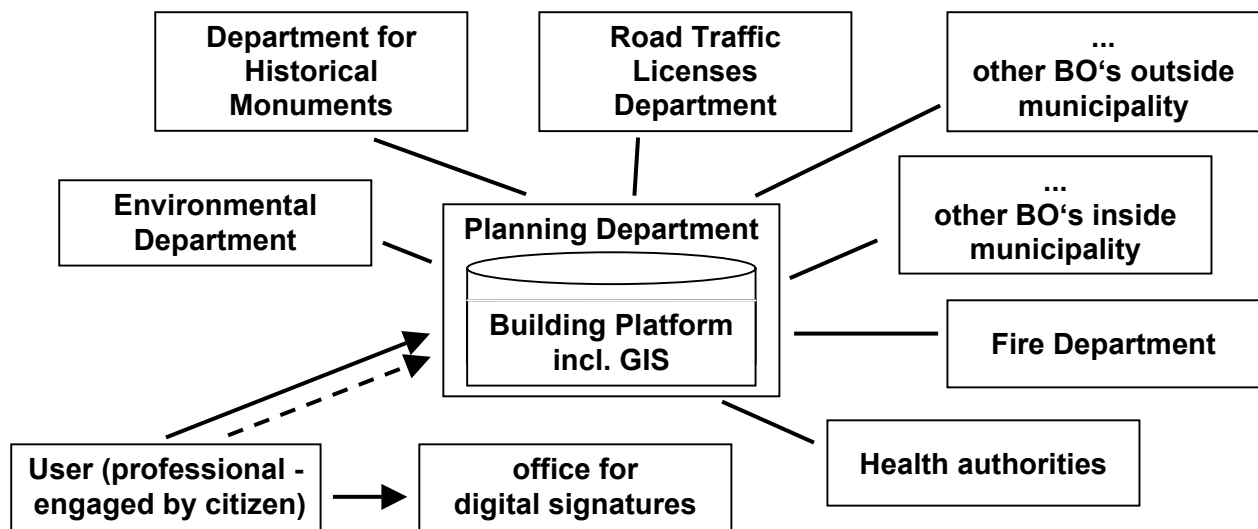 Department for
Historical
Monuments
Road Traffic
Licenses
Department
...
other BO‘s outside
municipality
Environmental
Department
Planning Department
Building Platform
incl. GIS
...
other BO‘s inside
municipality
Fire Department
Health authorities
User (professional -
engaged by citizen)
office for
digital signatures